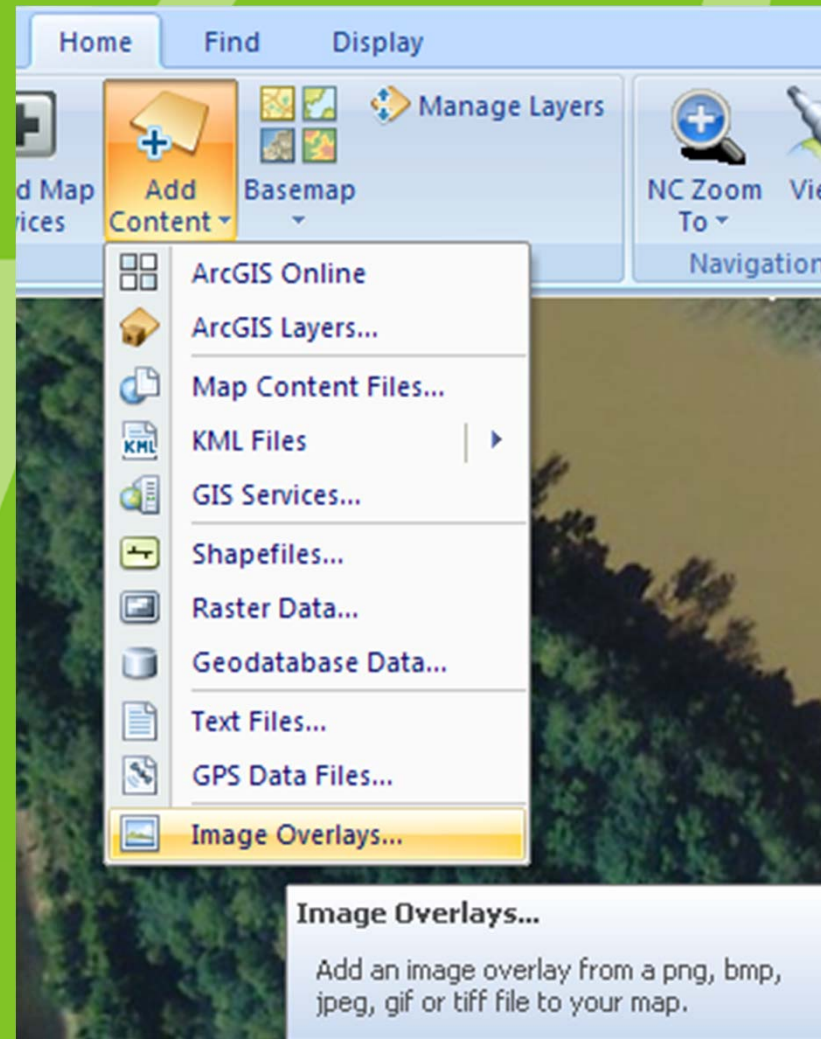 Home Find Display
d Map
ices
Add
Content
Basemap
Manage Layers
NC Zoom
To
Vie
Navigation
ArcGIS Online
ArcGIS Layers...
Map Content Files...
KML
KML Files
GIS Services...
Shapefiles...
Raster Data...
Geodatabase Data...
Text Files...
GPS Data Files...
Image Overlays...
Image Overlays...
Add an image overlay from a png, bmp,
jpeg, gif or tiff file to your map.